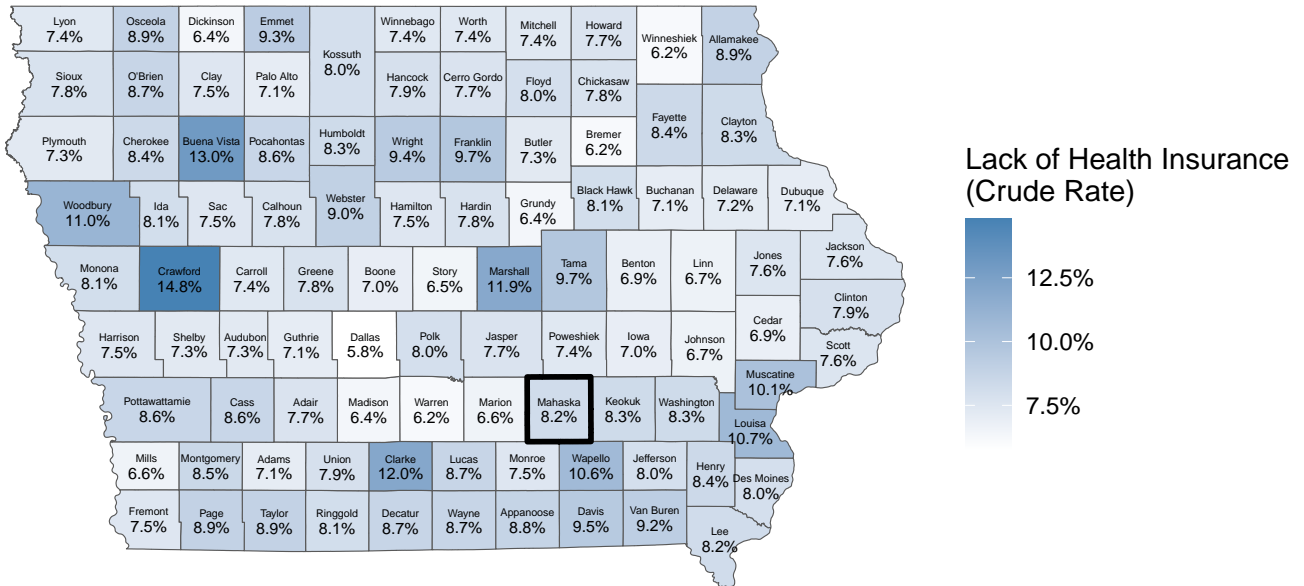 Lyon
7.4%
Osceola
8.9%
Dickinson
6.4%
Emmet
9.3%
Kossuth
8.0%
Winnebago
7.4%
Worth
7.4%
Mitchell
7.4%
Howard
7.7%
Winneshiek
6.2%
Allamakee
8.9%
Sioux
7.8%
O'Brien
8.7%
Clay
7.5%
Palo Alto
7.1%
Hancock
7.9%
Cerro Gordo
7.7%
Floyd
8.0%
Chickasaw
7.8%
Fayette
8.4%
Clayton
8.3%
Plymouth
7.3%
Cherokee
8.4%
Buena Vista
13.0%
Pocahontas
8.6%
Humboldt
8.3%
Wright
9.4%
Franklin
9.7%
Butler
7.3%
Bremer
6.2%
Woodbury
11.0%
Ida
8.1%
Sac
7.5%
Calhoun
7.8%
Webster
9.0%
Hamilton
7.5%
Hardin
7.8%
Grundy
6.4%
Black Hawk
8.1%
Buchanan
7.1%
Delaware
7.2%
Dubuque
7.1%
Monona
8.1%
Crawford
14.8%
Carroll
7.4%
Greene
7.8%
Boone
7.0%
Story
6.5%
Marshall
11.9%
Tama
9.7%
Benton
6.9%
Linn
6.7%
Jones
7.6%
Jackson
7.6%
Clinton
7.9%
Harrison
7.5%
Shelby
7.3%
Audubon
7.3%
Guthrie
7.1%
Dallas
5.8%
Polk
8.0%
Jasper
7.7%
Poweshiek
7.4%
Iowa
7.0%
Johnson
6.7%
Cedar
6.9%
Scott
7.6%
Muscatine
10.1%
Pottawattamie
8.6%
Cass
8.6%
Adair
7.7%
Madison
6.4%
Warren
6.2%
Marion
6.6%
Mahaska
8.2%
Keokuk
8.3%
Washington
8.3%
Louisa
10.7%
Mills
6.6%
Montgomery
8.5%
Adams
7.1%
Union
7.9%
Clarke
12.0%
Lucas
8.7%
Monroe
7.5%
Wapello
10.6%
Jefferson
8.0%
Henry
8.4%
Des Moines
8.0%
Fremont
7.5%
Page
8.9%
Taylor
8.9%
Ringgold
8.1%
Decatur
8.7%
Wayne
8.7%
Appanoose
8.8%
Davis
9.5%
Van Buren
9.2%
Lee
8.2%
Lack of Health Insurance
(Crude Rate)
12.5%
10.0%
7.5%